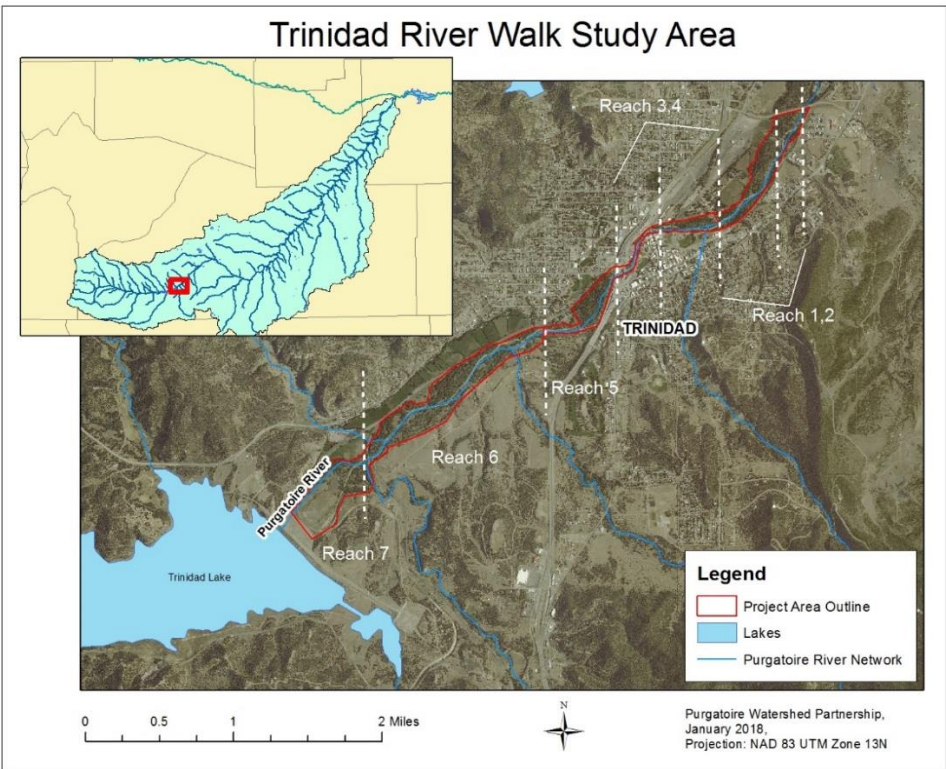 Trinidad River Walk Study Area
Reach 3,4
Reach 1,2
TRINIDAD
Reach 5
Reach 6
Purgatoire River
Reach 7
Trinidad Lake
Legend
Project Area Outline
Lakes
Purgatoire River Network
0 0.5 1 2 Miles
N
Purgatoire Watershed Partnership,
January 2018,
Projection: NAD 83 UTM Zone 13N